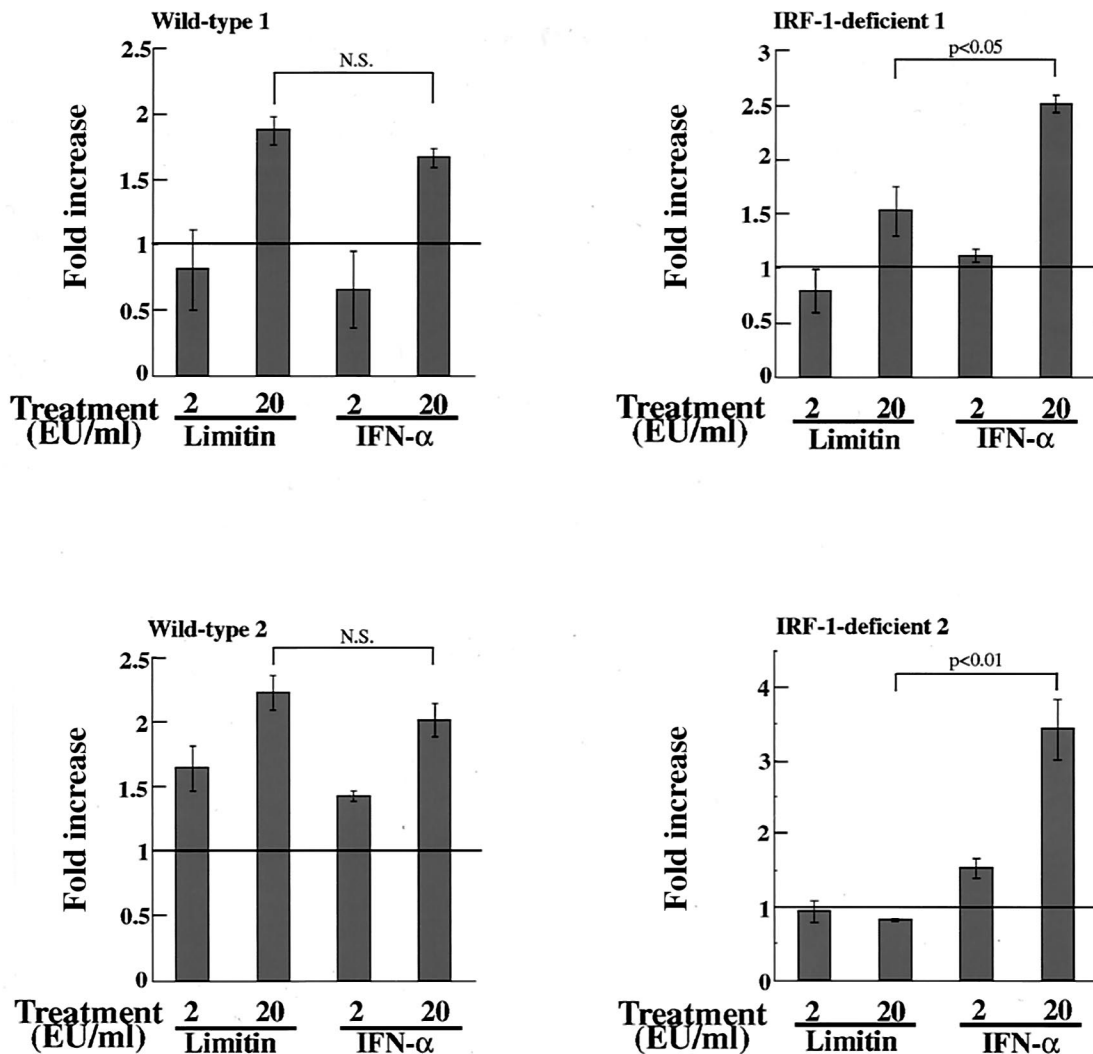 Wild-type 1
N.S.
Fold increase
2.5
2
1.5
1
0.5
0
Treatment 2 20 2 20
(EU/ml) Limitin IFN-α
IRF-1-deficient 1
p<0.05
Fold increase
3
2.5
2
1.5
1
0.5
0
Treatment 2 20 2 20
(EU/ml) Limitin IFN-α
Wild-type 2
N.S.
Fold increase
2.5
2
1.5
1
0.5
0
Treatment 2 20 2 20
(EU/ml) Limitin IFN-α
IRF-1-deficient 2
p<0.01
Fold increase
4
3
2
1
0
Treatment 2 20 2 20
(EU/ml) Limitin IFN-α